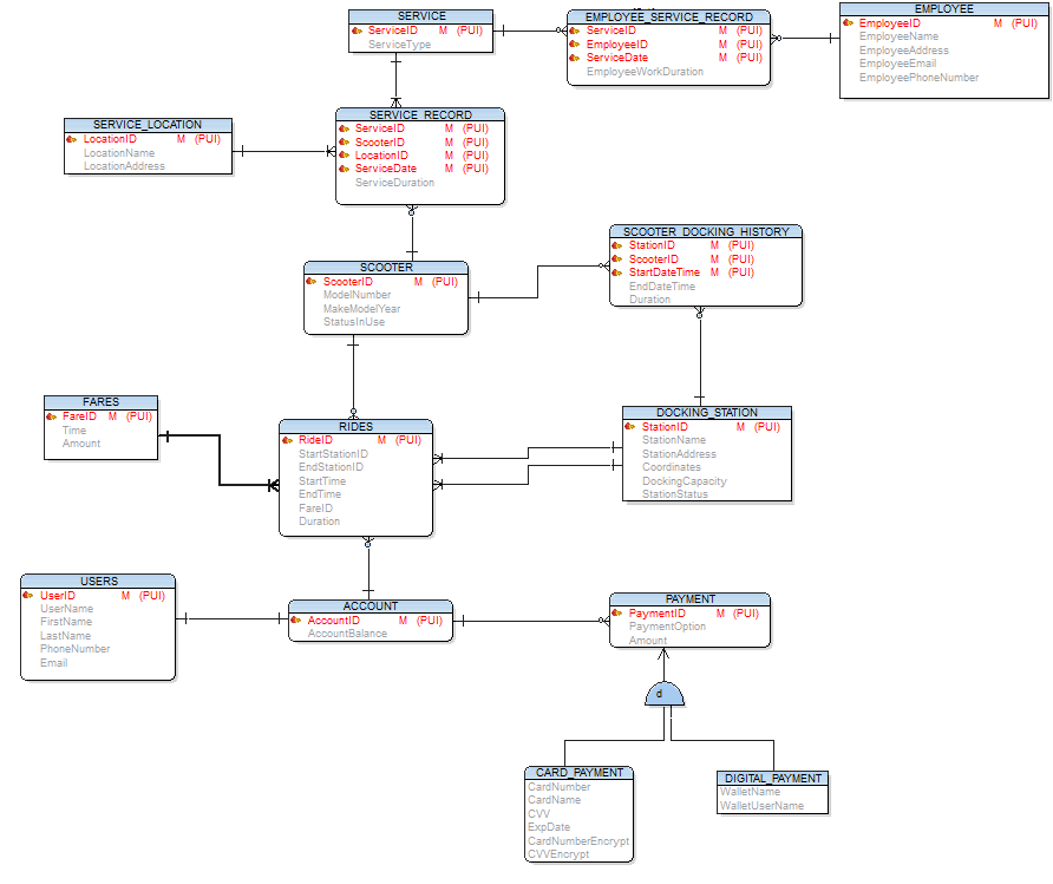 SERVICE
ServiceID M (PUI)
ServiceType
EMPLOYEE_SERVICE_RECORD
ServiceID M (PUI)
EmployeeID M (PUI)
ServiceDate M (PUI)
EmployeeWorkDuration
EMPLOYEE
EmployeeID M (PUI)
EmployeeName
EmployeeAddress
EmployeeEmail
EmployeePhoneNumber
SERVICE_LOCATION
LocationID M (PUI)
LocationName
LocationAddress
SERVICE_RECORD
ServiceID M (PUI)
ScooterID M (PUI)
LocationID M (PUI)
ServiceDate M (PUI)
ServiceDuration
SCOOTER_DOCKING_HISTORY
StationID M (PUI)
ScooterID M (PUI)
StartDateTime M (PUI)
EndDateTime
Duration
SCOOTER
ScooterID M (PUI)
ModelNumber
MakeModelYear
StatusInUse
FARES
FareID M (PUI)
Time
Amount
RIDES
RideID M (PUI)
StartStationID
EndStationID
StartTime
EndTime
FareID
Duration
DOCKING_STATION
StationID M (PUI)
StationName
StationAddress
Coordinates
DockingCapacity
StationStatus
USERS
UserID M (PUI)
UserName
FirstName
LastName
PhoneNumber
Email
ACCOUNT
AccountID M (PUI)
AccountBalance
PAYMENT
PaymentID M (PUI)
PaymentOption
Amount
d
CARD_PAYMENT
CardNumber
CardName
CVV
ExpDate
CardNumberEncrypt
CVVEncrypt
DIGITAL_PAYMENT
WalletName
WalletUserName